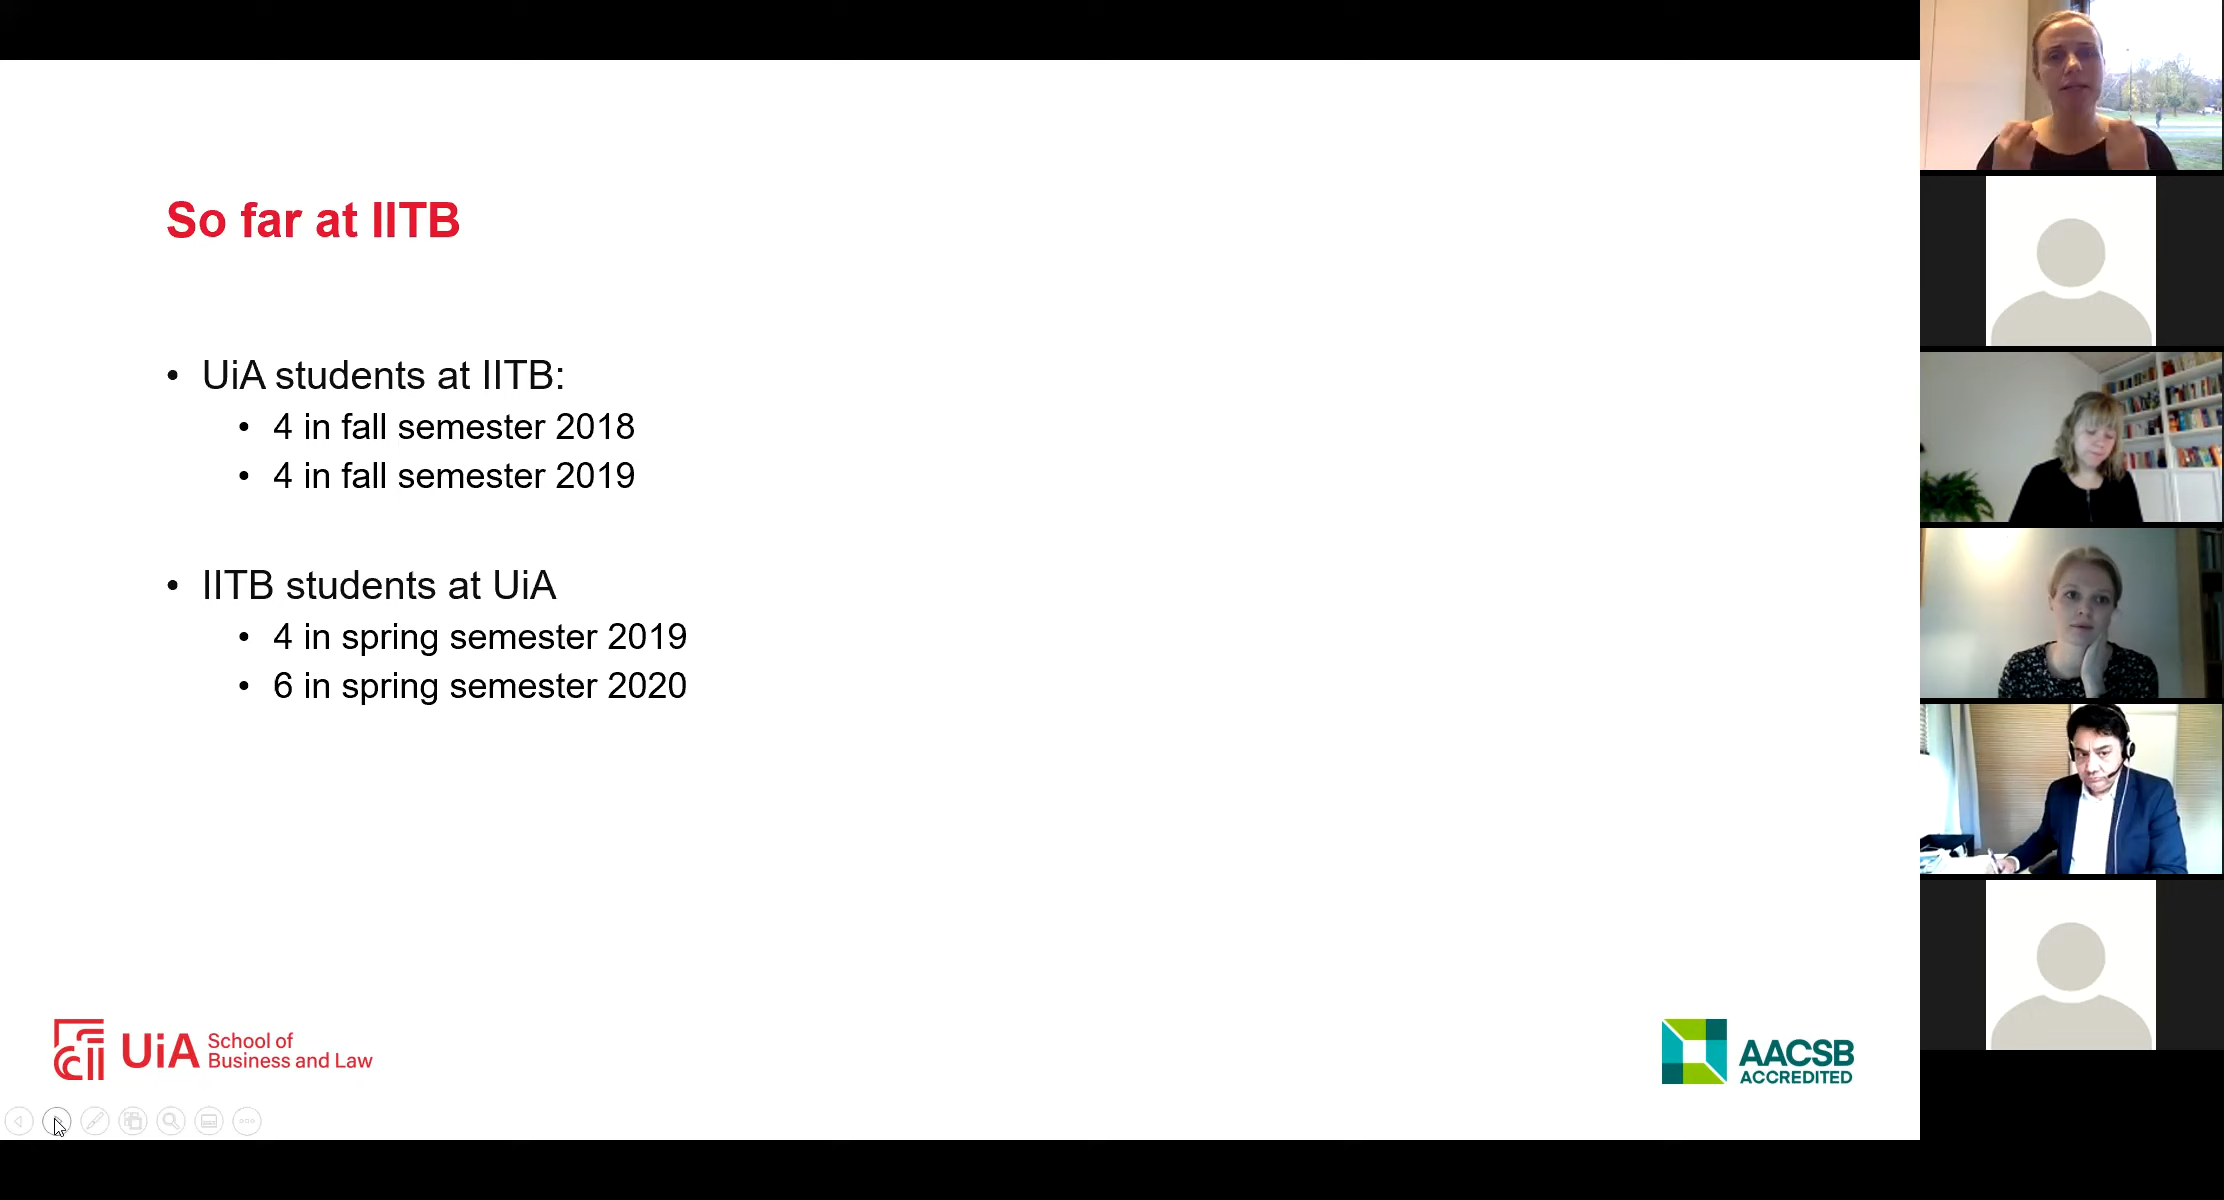 So far at IITB
• UiA students at IITB:
• 4 in fall semester 2018
• 4 in fall semester 2019
• IITB students at UiA
• 4 in spring semester 2019
• 6 in spring semester 2020
UiA School of
Business and Law
AACSB
ACCREDITED